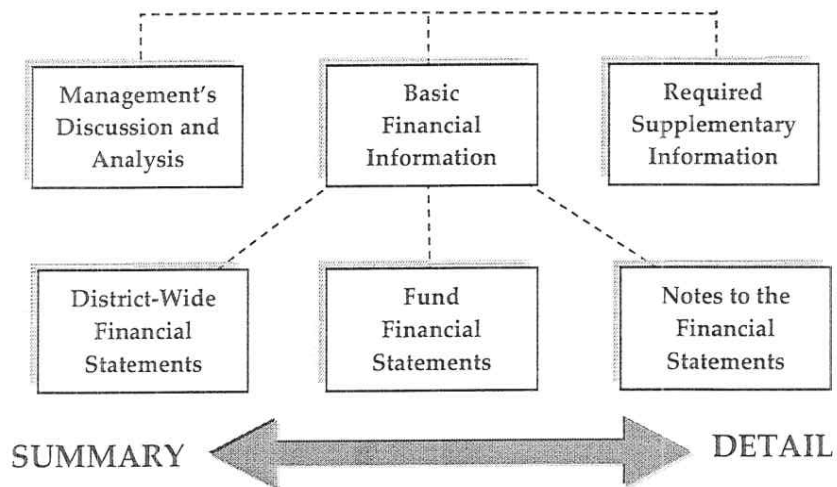 Management's
Discussion and
Analysis
Basic
Financial
Information
Required
Supplementary
Information
District-Wide
Financial
Statements
Fund
Financial
Statements
Notes to the
Financial
Statements
SUMMARY
DETAIL